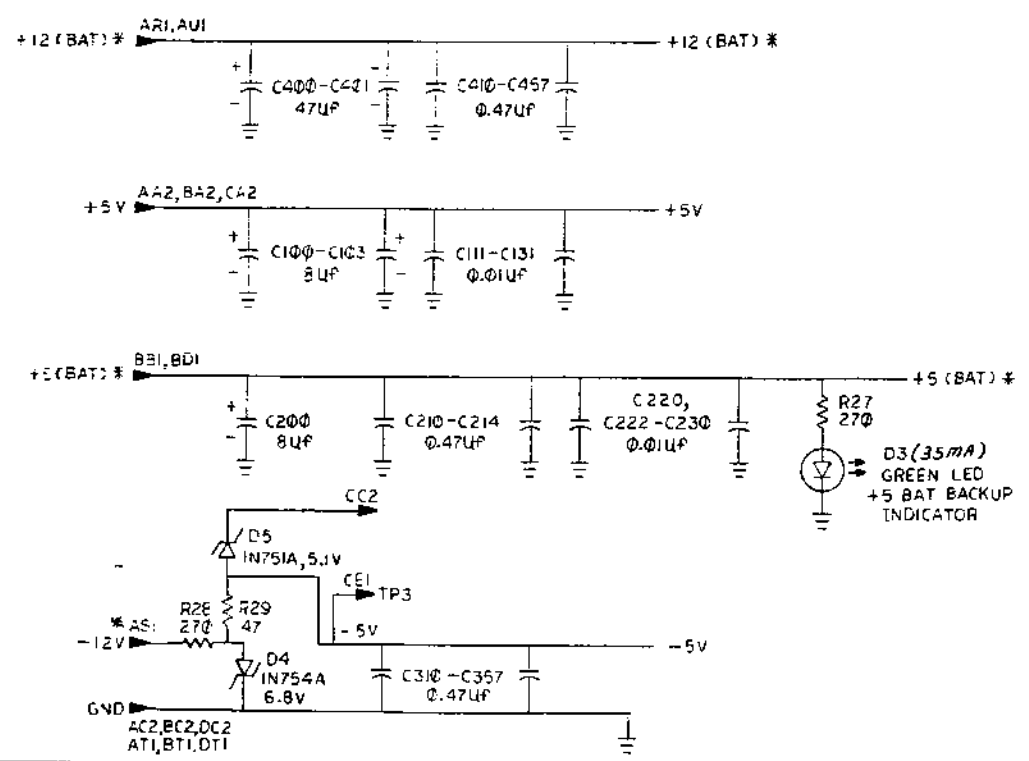 AR1, AU1
+12 (BAT) * +12 (BAT) *
+ -
C400-C401 C410-C457
47Uf 0.47Uf
- -
AA2, BA2, CA2
+5V +5V
+ +
C100-C103 C111-C131
8Uf 0.01Uf
- -
BB1, BD1
+5(BAT) * +5 (BAT) *
+
C200 C210-C214 C220,
8Uf 0.47Uf C222-C230
- 0.01Uf
R27
270
D3 (35mA)
GREEN LED
+5 BAT BACKUP
INDICATOR
CC2
D5
1N751A, 5.1V
CE1
TP3
R28 R29
270 47
* AS1
-12V
-5V -5V
D4
1N754A
6.8V
C310-C357
0.47Uf
GND
AC2, BC2, DC2
AT1, BT1, DT1